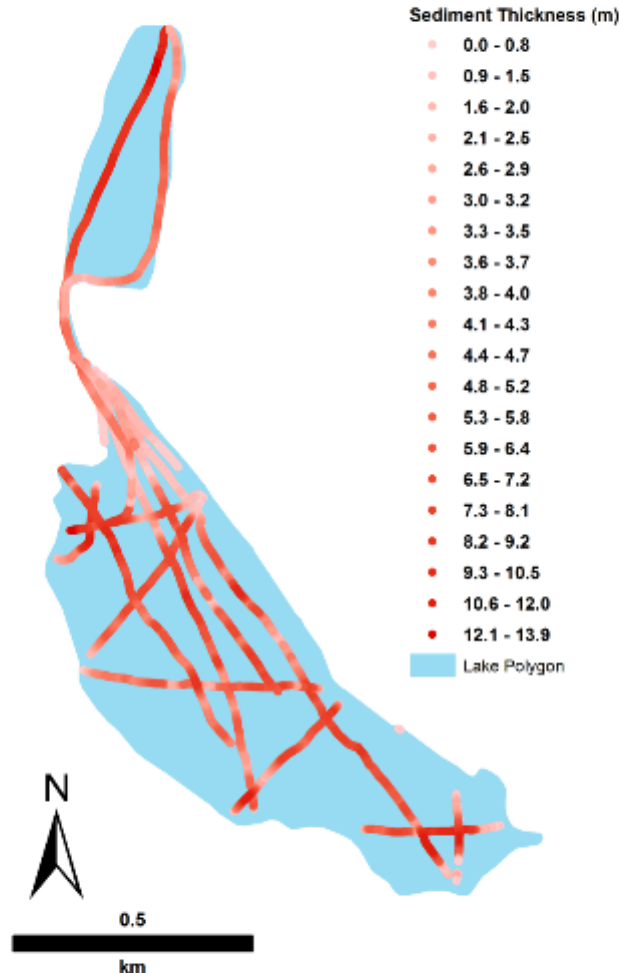 Sediment Thickness (m)
0.0 - 0.8
0.9 - 1.5
1.6 - 2.0
2.1 - 2.5
2.6 - 2.9
3.0 - 3.2
3.3 - 3.5
3.6 - 3.7
3.8 - 4.0
4.1 - 4.3
4.4 - 4.7
4.8 - 5.2
5.3 - 5.8
5.9 - 6.4
6.5 - 7.2
7.3 - 8.1
8.2 - 9.2
9.3 - 10.5
10.6 - 12.0
12.1 - 13.9
Lake Polygon
N
0.5
km